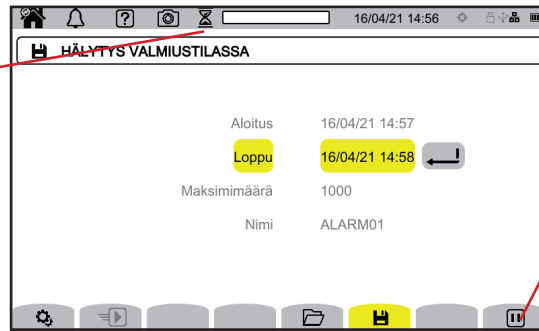 16/04/21 14:56
HÄLYTYS VALMIUSTILASSA
Aloitus 16/04/21 14:57
Loppu 16/04/21 14:58
Maksimimäärä 1000
Nimi ALARM01